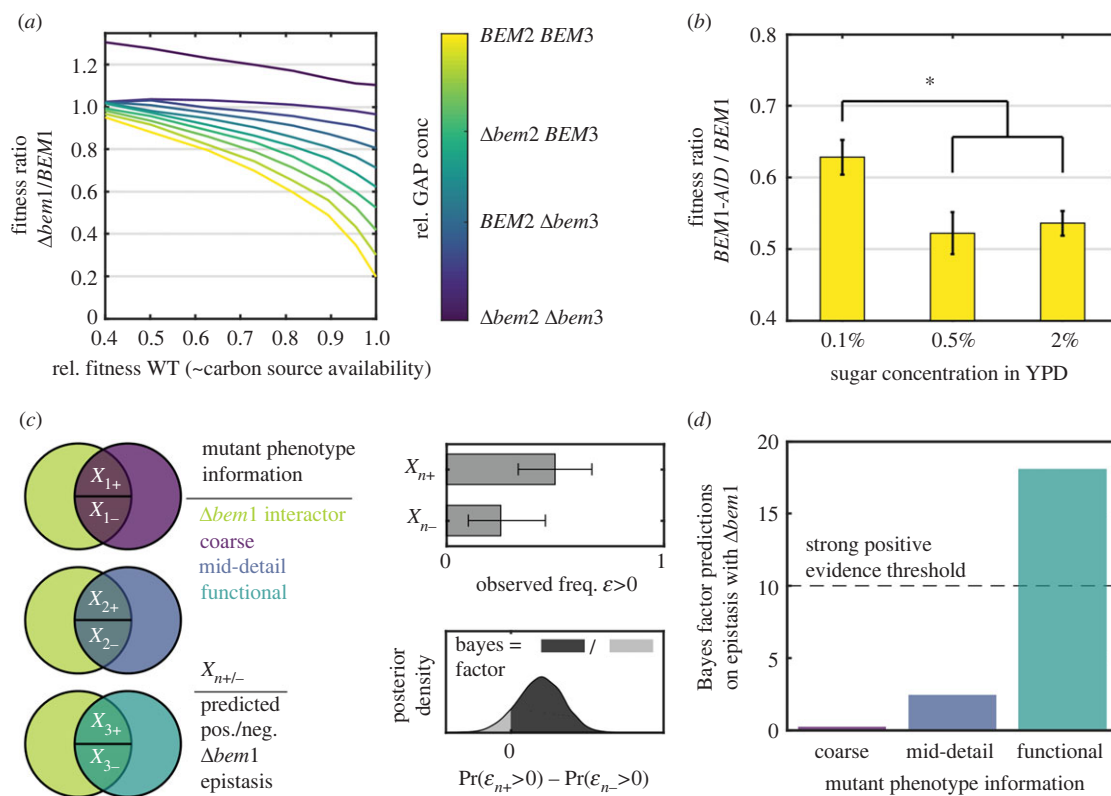 (a)
1.2
1.0
0.8
0.6
0.4
0.2
0
fitness ratio
Δbem1/BEM1
0.4 0.5 0.6 0.7 0.8 0.9 1.0
rel. fitness WT (~carbon source availability)
rel. GAP conc
BEM2 BEM3
Δbem2 BEM3
BEM2 Δbem3
Δbem2 Δbem3
(b)
0.8
0.7
0.6
0.5
0.4
fitness ratio
BEM1-AID / BEM1
*
0.1% 0.5% 2%
sugar concentration in YPD
(c)
X1+
X1–
X2+
X2–
X3+
X3–
mutant phenotype
information
Δbem1 interactor
coarse
mid-detail
functional
Xn+/–
predicted
pos./neg.
Δbem1
epistasis
Xn+
Xn–
0 1
observed freq. ε>0
bayes = /
factor
posterior
density
0
Pr(εn+>0) – Pr(εn–>0)
(d)
20
15
10
5
0
Bayes factor predictions
on epistasis with Δbem1
strong positive
evidence threshold
coarse mid-detail functional
mutant phenotype information